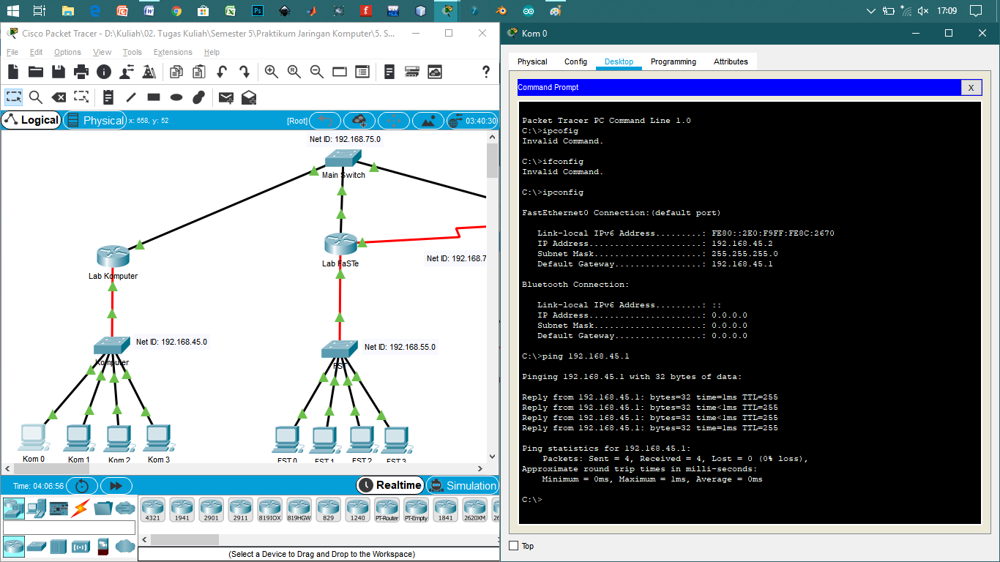 17:09
Cisco Packet Tracer - D:\Kuliah\02. Tugas Kuliah\Semester 5\Praktikum Jaringan Komputer\5. S...
File Edit Options View Tools Extensions Help
Logical Physical x: 658, y: 52 [Root] 03:40:30
Net ID: 192.168.75.0
Main Switch
Lab Komputer
Lab FaSTe
Net ID: 192.168.7
Net ID: 192.168.45.0
Komputer
Net ID: 192.168.55.0
FST
Kom 0 Kom 1 Kom 2 Kom 3
FST 0 FST 1 FST 2 FST 3
Time: 04:06:56 Realtime Simulation
4321 1941 2901 2911 819IOX 819HGW 829 1240 PT-Router PT-Empty 1841 2620XM 26
(Select a Device to Drag and Drop to the Workspace)
Kom 0
Physical Config Desktop Programming Attributes
Command Prompt X
Packet Tracer PC Command Line 1.0
C:\>ipcofig
Invalid Command.
C:\>ifconfig
Invalid Command.
C:\>ipconfig
FastEthernet0 Connection:(default port)
Link-local IPv6 Address.........: FE80::2E0:F9FF:FE8C:2670
IP Address......................: 192.168.45.2
Subnet Mask.....................: 255.255.255.0
Default Gateway.................: 192.168.45.1
Bluetooth Connection:
Link-local IPv6 Address.........: ::
IP Address......................: 0.0.0.0
Subnet Mask.....................: 0.0.0.0
Default Gateway.................: 0.0.0.0
C:\>ping 192.168.45.1
Pinging 192.168.45.1 with 32 bytes of data:
Reply from 192.168.45.1: bytes=32 time=1ms TTL=255
Reply from 192.168.45.1: bytes=32 time<1ms TTL=255
Reply from 192.168.45.1: bytes=32 time<1ms TTL=255
Reply from 192.168.45.1: bytes=32 time=1ms TTL=255
Ping statistics for 192.168.45.1:
Packets: Sent = 4, Received = 4, Lost = 0 (0% loss),
Approximate round trip times in milli-seconds:
Minimum = 0ms, Maximum = 1ms, Average = 0ms
C:\>
Top